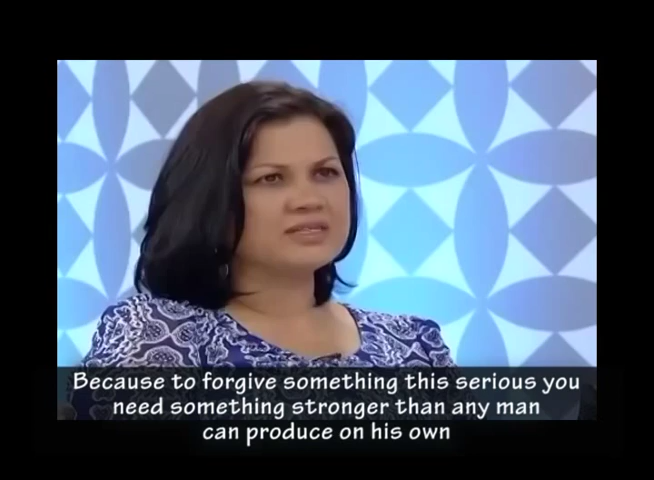 Because to forgive something this serious you
need something stronger than any man
can produce on his own